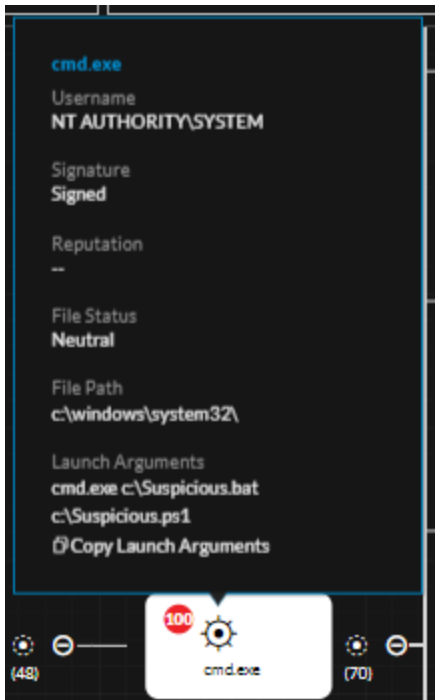 cmd.exe
Username
NT AUTHORITY\SYSTEM
Signature
Signed
Reputation
--
File Status
Neutral
File Path
c:\windows\system32\
Launch Arguments
cmd.exe c:\Suspicious.bat
c:\Suspicious.ps1
Copy Launch Arguments
100
cmd.exe
(48)
(70)